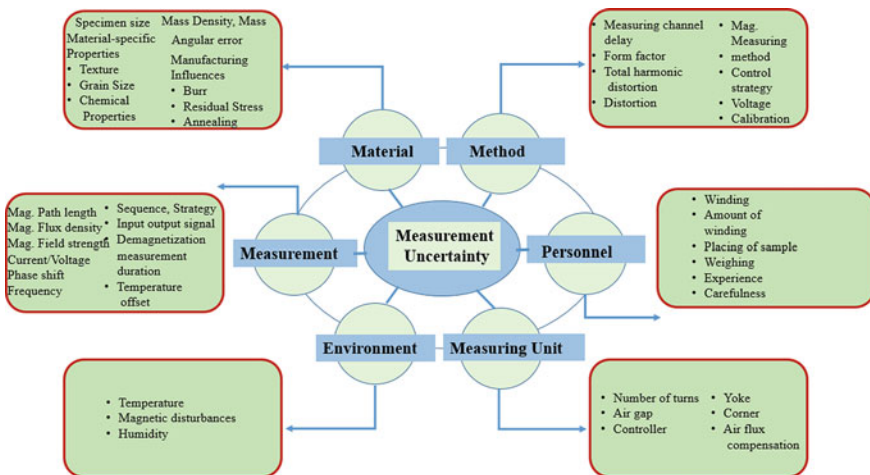 Specimen size
Material-specific
Properties
• Texture
• Grain Size
• Chemical
Properties
Mass Density, Mass
Angular error
Manufacturing
Influences
• Burr
• Residual Stress
• Annealing
• Measuring channel
delay
• Form factor
• Total harmonic
distortion
• Distortion
• Mag.
Measuring
• method
• Control
strategy
• Voltage
• Calibration
Material
Method
Mag. Path length
Mag. Flux density
Mag. Field strength
Current/Voltage
Phase shift
Frequency
• Sequence, Strategy
• Input output signal
• Demagnetization
measurement
duration
• Temperature
offset
Measurement
Measurement
Uncertainty
Personnel
• Winding
• Amount of
winding
• Placing of sample
• Weighing
• Experience
• Carefulness
Environment
Measuring Unit
• Temperature
• Magnetic disturbances
• Humidity
• Number of turns
• Air gap
• Controller
• Yoke
• Corner
• Air flux
compensation